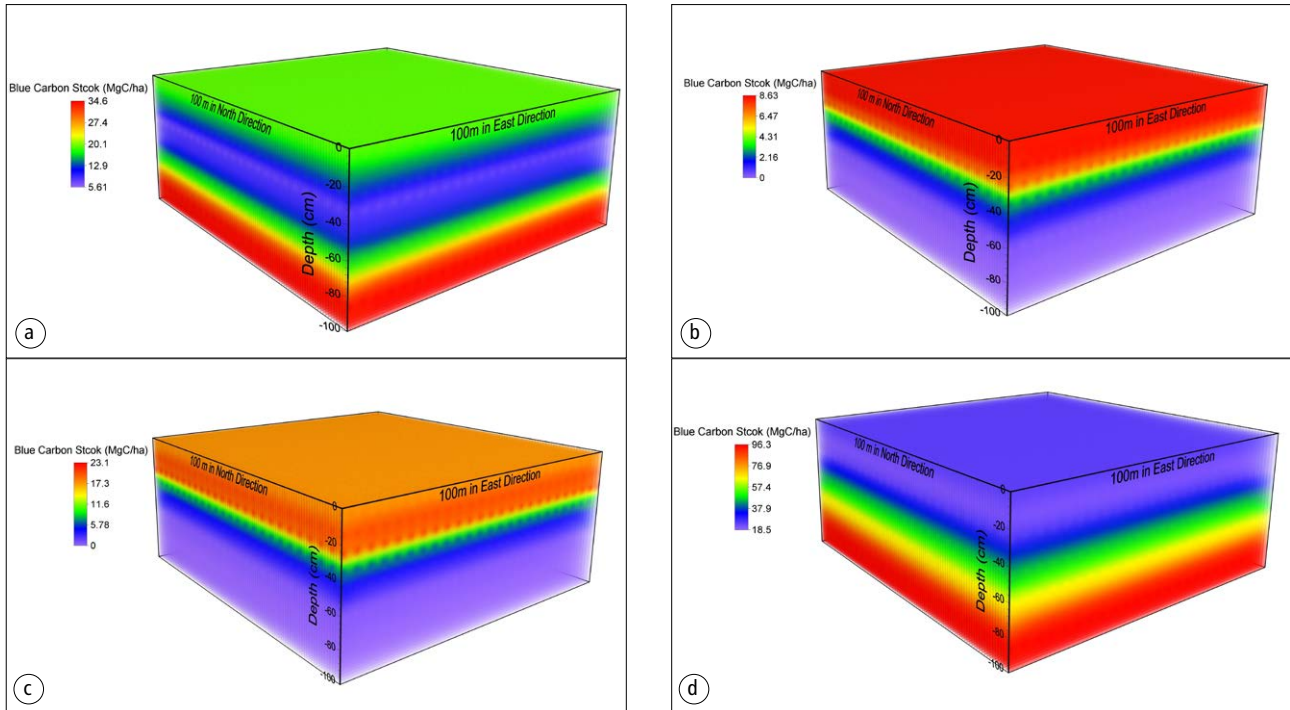 Blue Carbon Stcok (MgC/ha)
34.6
27.4
20.1
12.9
5.61
100 m in North Direction
100m in East Direction
0
-20
-40
-60
-80
-100
Depth (cm)
a
Blue Carbon Stcok (MgC/ha)
8.63
6.47
4.31
2.16
0
100 m in North Direction
100m in East Direction
0
-20
-40
-60
-80
-100
Depth (cm)
b
Blue Carbon Stcok (MgC/ha)
23.1
17.3
11.6
5.78
0
100 m in North Direction
100m in East Direction
0
-20
-40
-60
-80
-100
Depth (cm)
c
Blue Carbon Stcok (MgC/ha)
96.3
76.9
57.4
37.9
18.5
100 m in North Direction
100m in East Direction
0
-20
-40
-60
-80
-100
Depth (cm)
d